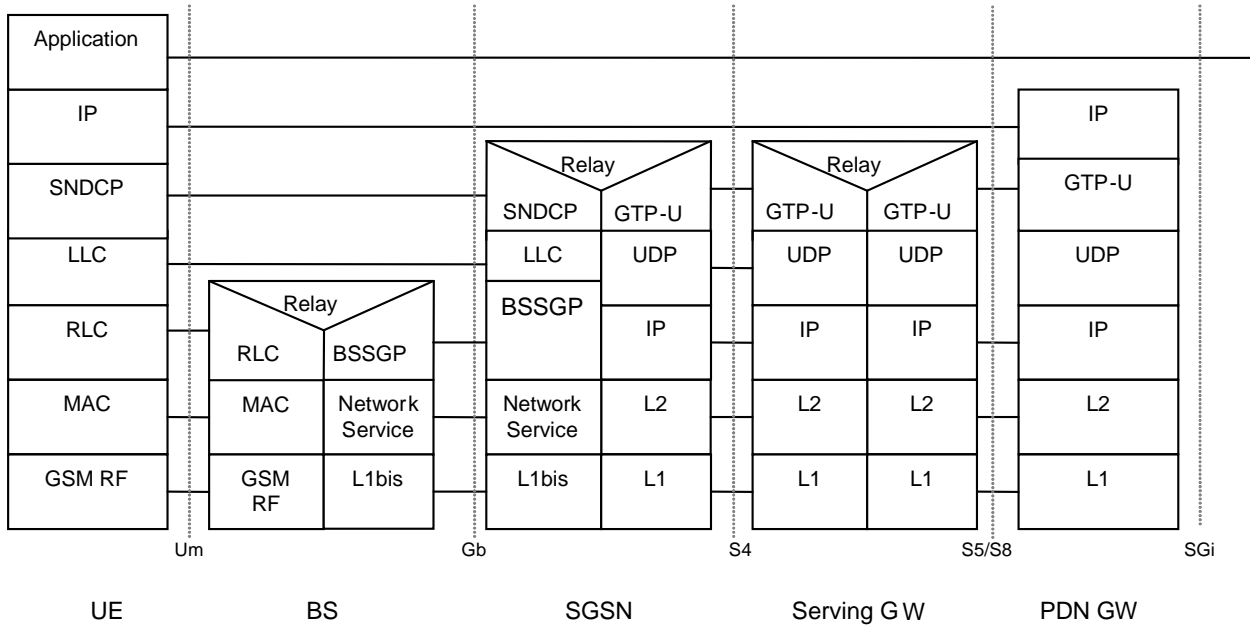 Application
IP
SNDCP
LLC
RLC
MAC
GSM RF
Relay
RLC
BSSGP
MAC
Network
Service
GSM
RF
L1bis
Relay
SNDCP
GTP-U
LLC
UDP
BSSGP
IP
Network
Service
L2
L1bis
L1
Relay
GTP-U
GTP-U
UDP
UDP
IP
IP
L2
L2
L1
L1
IP
GTP-U
UDP
IP
L2
L1
Um
Gb
S4
S5/S8
SGi
UE
BS
SGSN
Serving GW
PDN GW